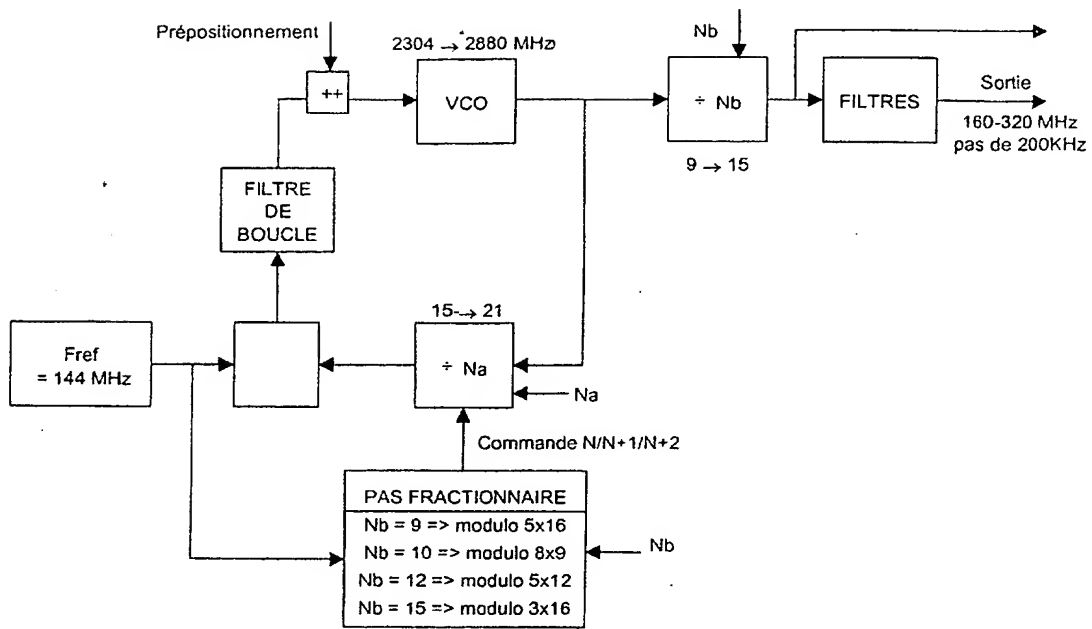 Prépositionnement
++
2304 → 2880 MHz
VCO
Nb
÷ Nb
9 → 15
FILTRES
Sortie
160-320 MHz
pas de 200KHz
FILTRE
DE
BOUCLE
Fref
= 144 MHz
15-→ 21
÷ Na
Na
Commande N/N+1/N+2
PAS FRACTIONNAIRE
Nb = 9 => modulo 5x16
Nb = 10 => modulo 8x9
Nb = 12 => modulo 5x12
Nb = 15 => modulo 3x16
Nb